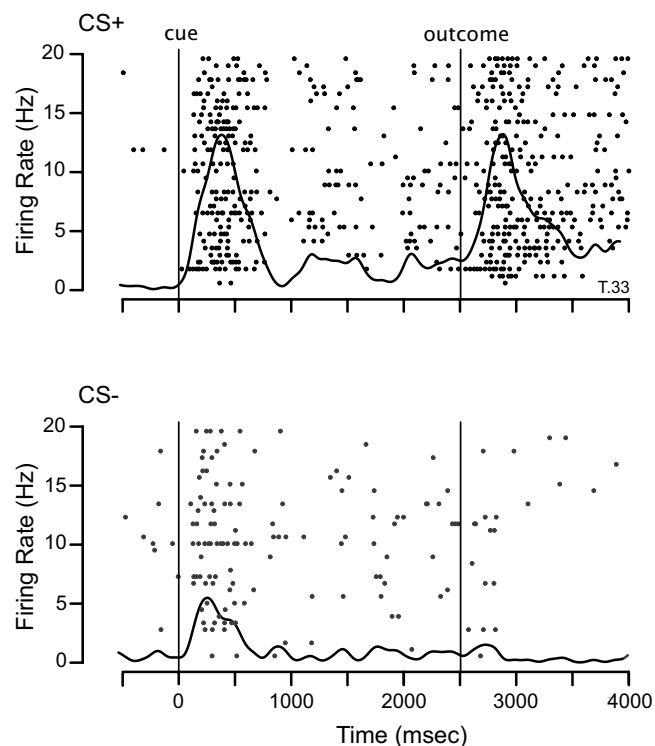 CS+
cue
outcome
20
15
10
5
0
Firing Rate (Hz)
T.33
CS-
20
15
10
5
0
Firing Rate (Hz)
0 1000 2000 3000 4000
Time (msec)